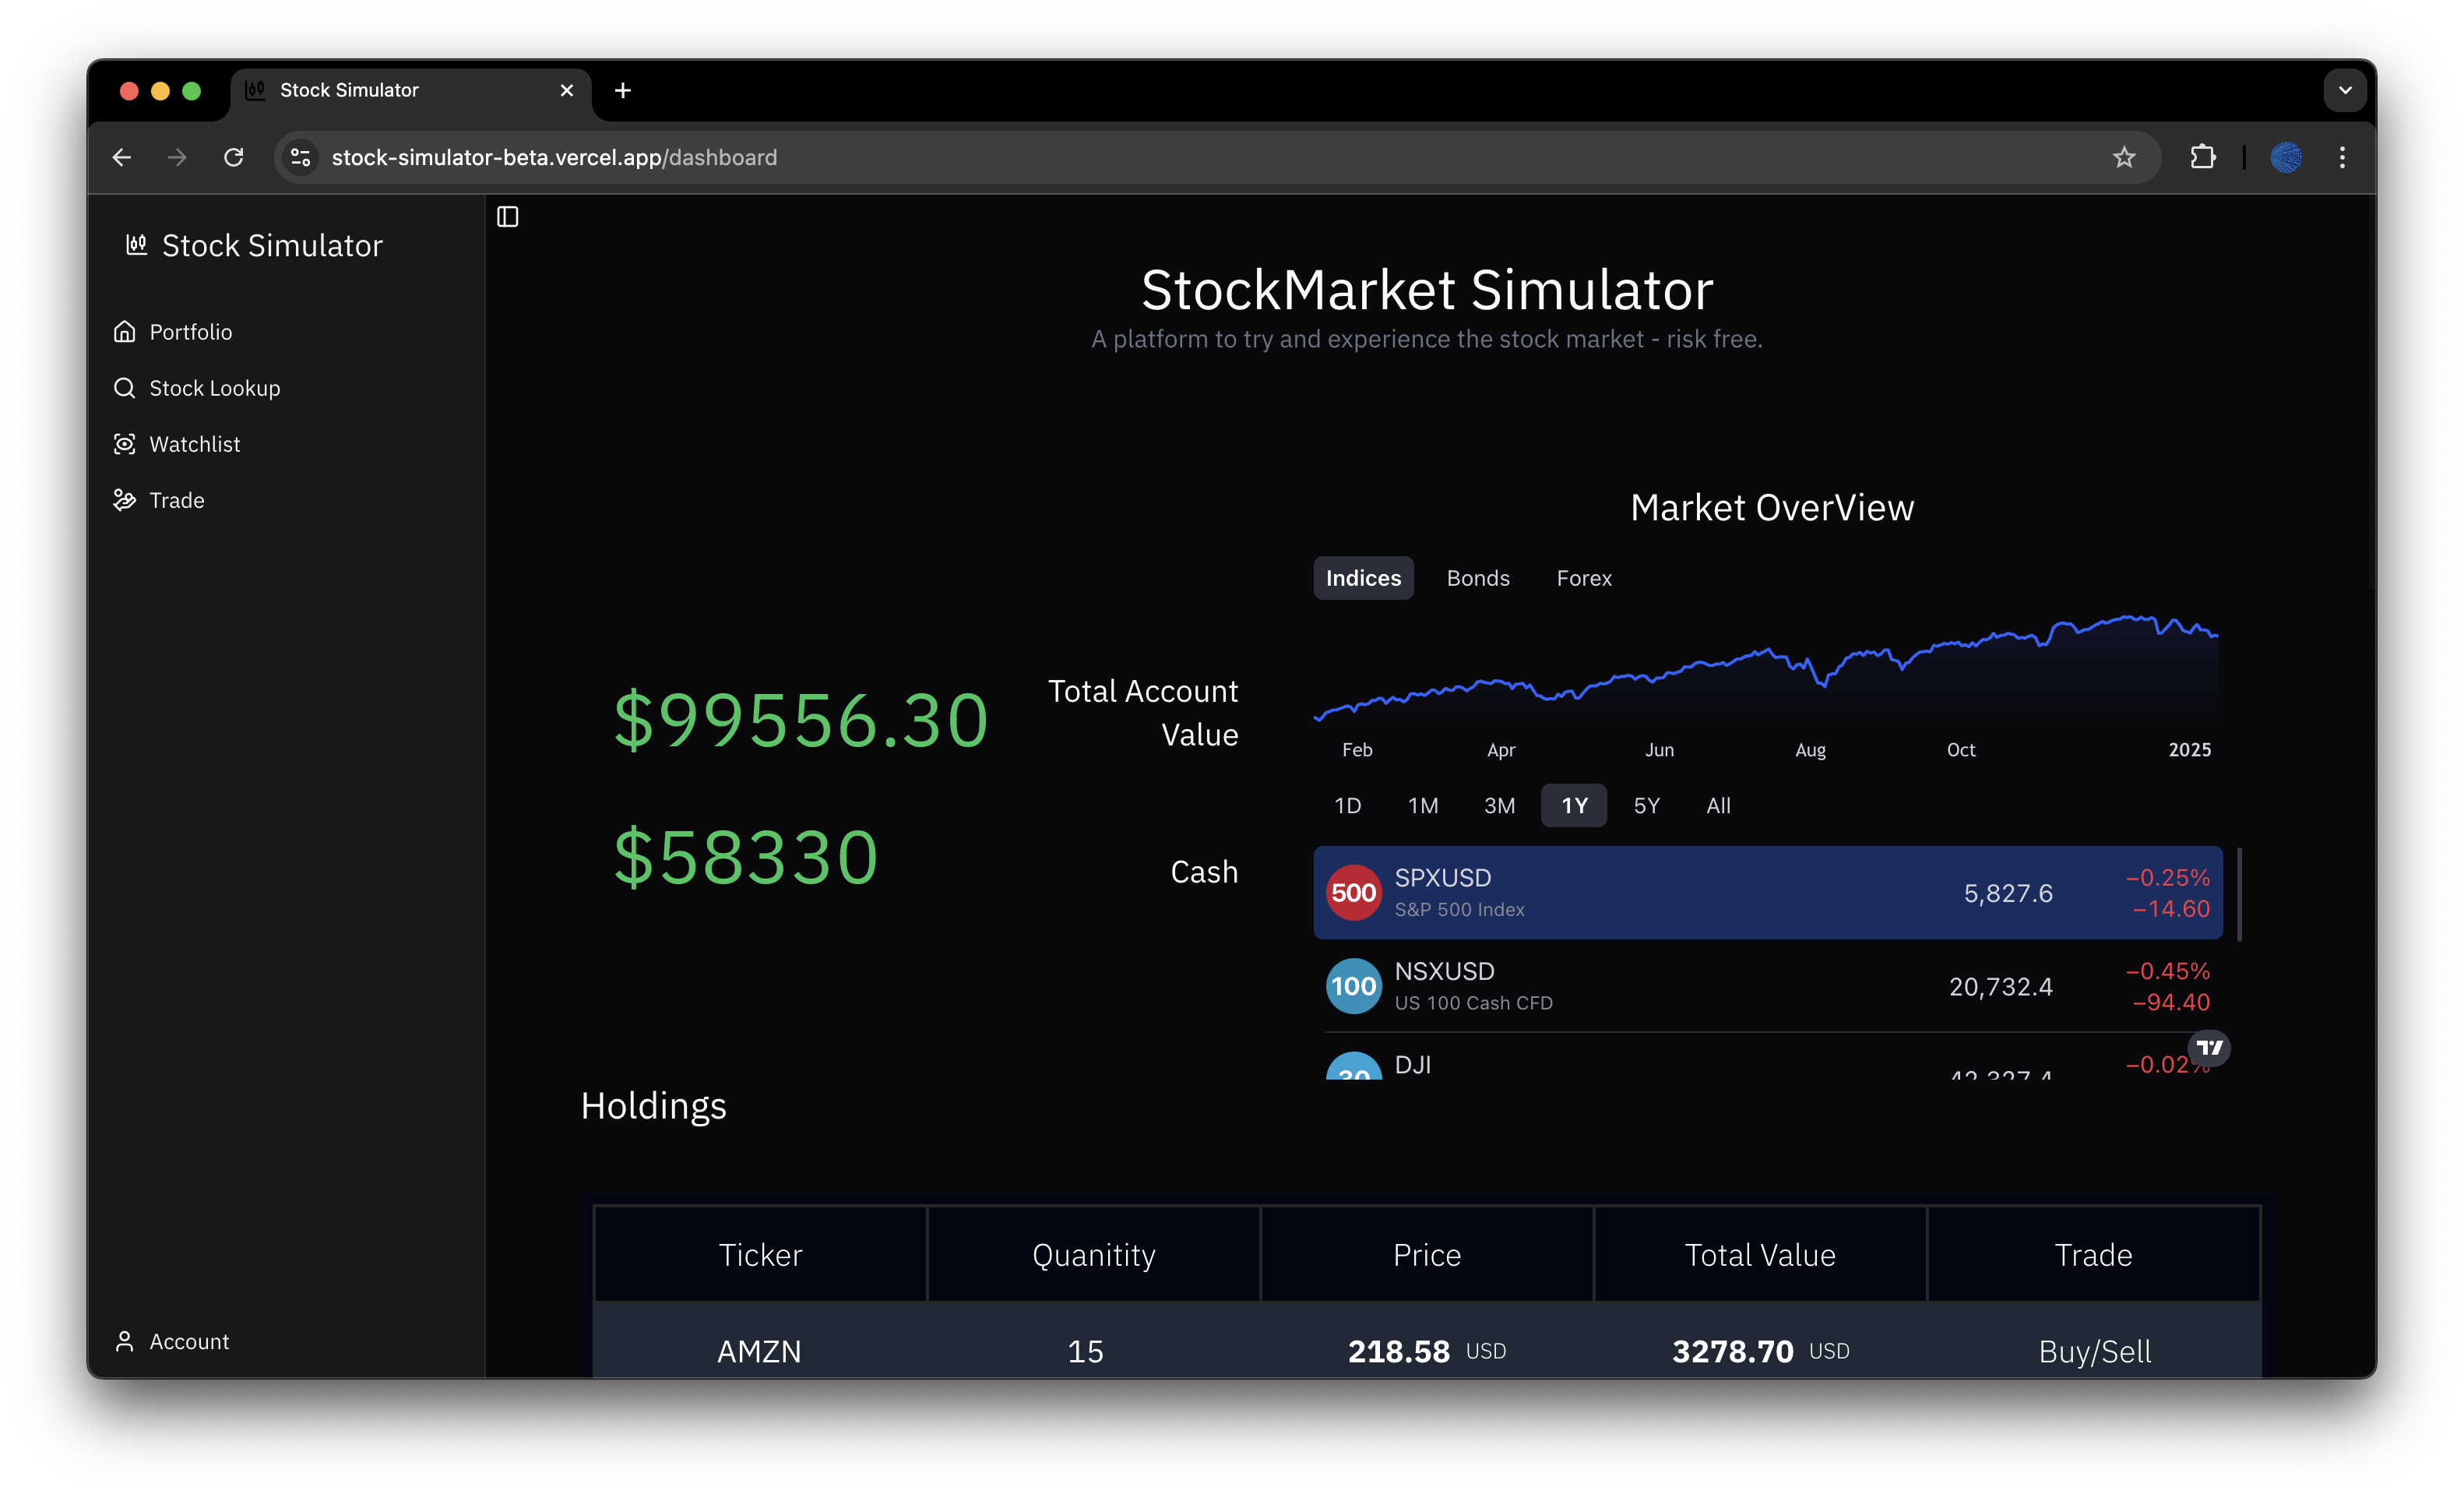 Stock Simulator
stock-simulator-beta.vercel.app/dashboard
Stock Simulator
Portfolio
Stock Lookup
Watchlist
Trade
Account
StockMarket Simulator
A platform to try and experience the stock market - risk free.
$99556.30
Total Account
Value
$58330
Cash
Market OverView
Indices Bonds Forex
Feb Apr Jun Aug Oct 2025
1D 1M 3M 1Y 5Y All
500 SPXUSD 5,827.6 −0.25%
S&P 500 Index −14.60
100 NSXUSD 20,732.4 −0.45%
US 100 Cash CFD −94.40
30 DJI 42,327.4 −0.02%
Holdings
Ticker Quanitity Price Total Value Trade
AMZN 15 218.58 USD 3278.70 USD Buy/Sell